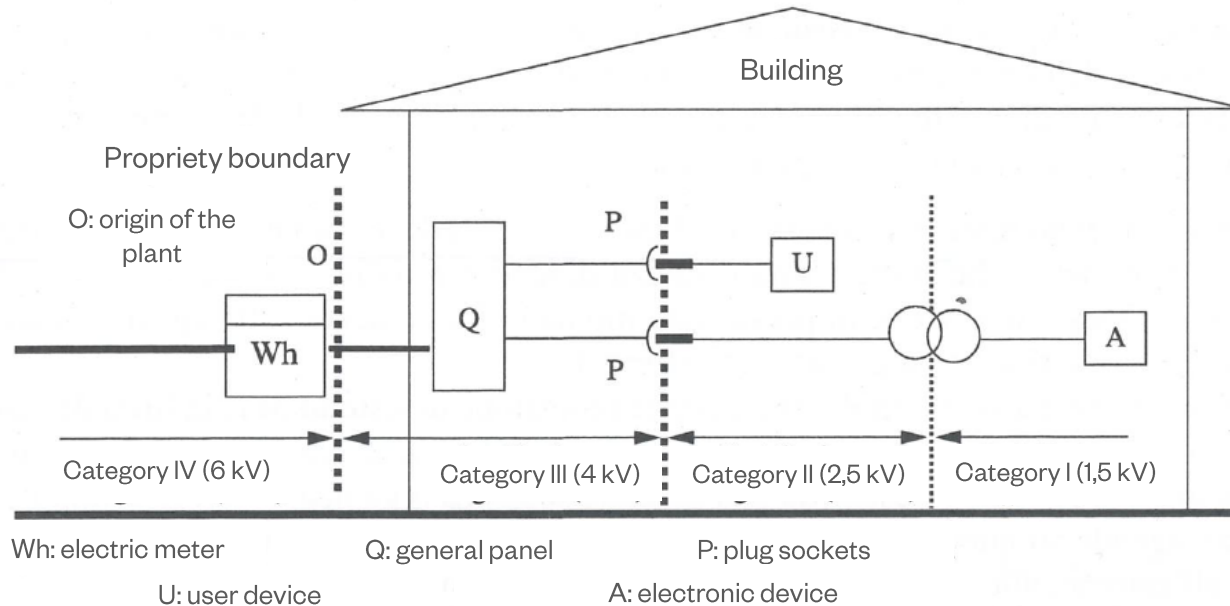 Building
Propriety boundary
O: origin of the
plant
O
P
U
Q
Wh
P
A
Category IV (6 kV)
Category III (4 kV)
Category II (2,5 kV)
Category I (1,5 kV)
Wh: electric meter
Q: general panel
P: plug sockets
U: user device
A: electronic device